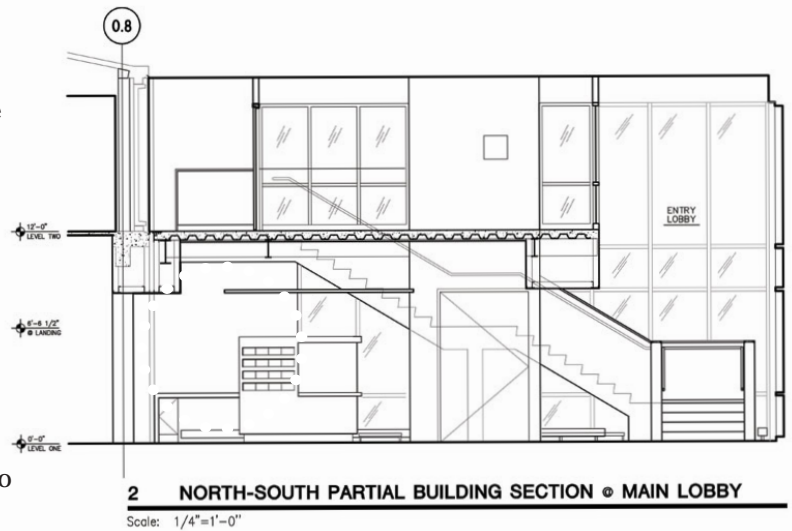 0.8
12'-0"
LEVEL TWO
ENTRY
LOBBY
6'-6 1/2"
@ LANDING
0'-0"
LEVEL ONE
2 NORTH-SOUTH PARTIAL BUILDING SECTION @ MAIN LOBBY
Scale: 1/4"=1'-0"